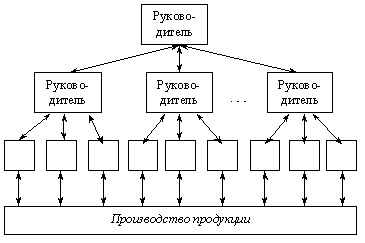 Руково-
дитель
Руково-
дитель
Руково-
дитель
. . .
Руково-
дитель
Производство продукции